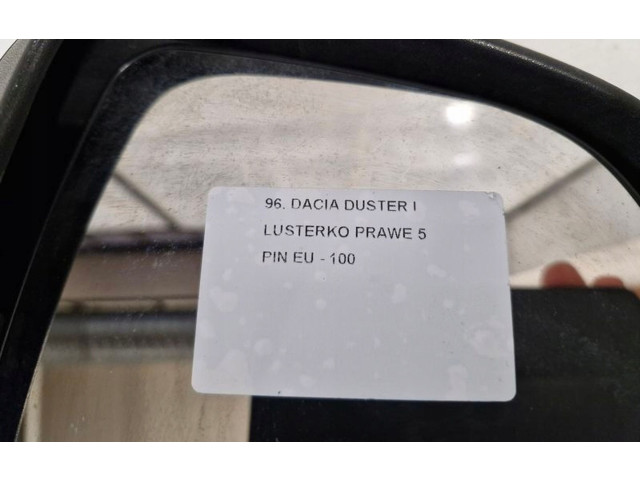 96. DACIA DUSTER I
LUSTERKO PRAWE 5
PIN EU - 100